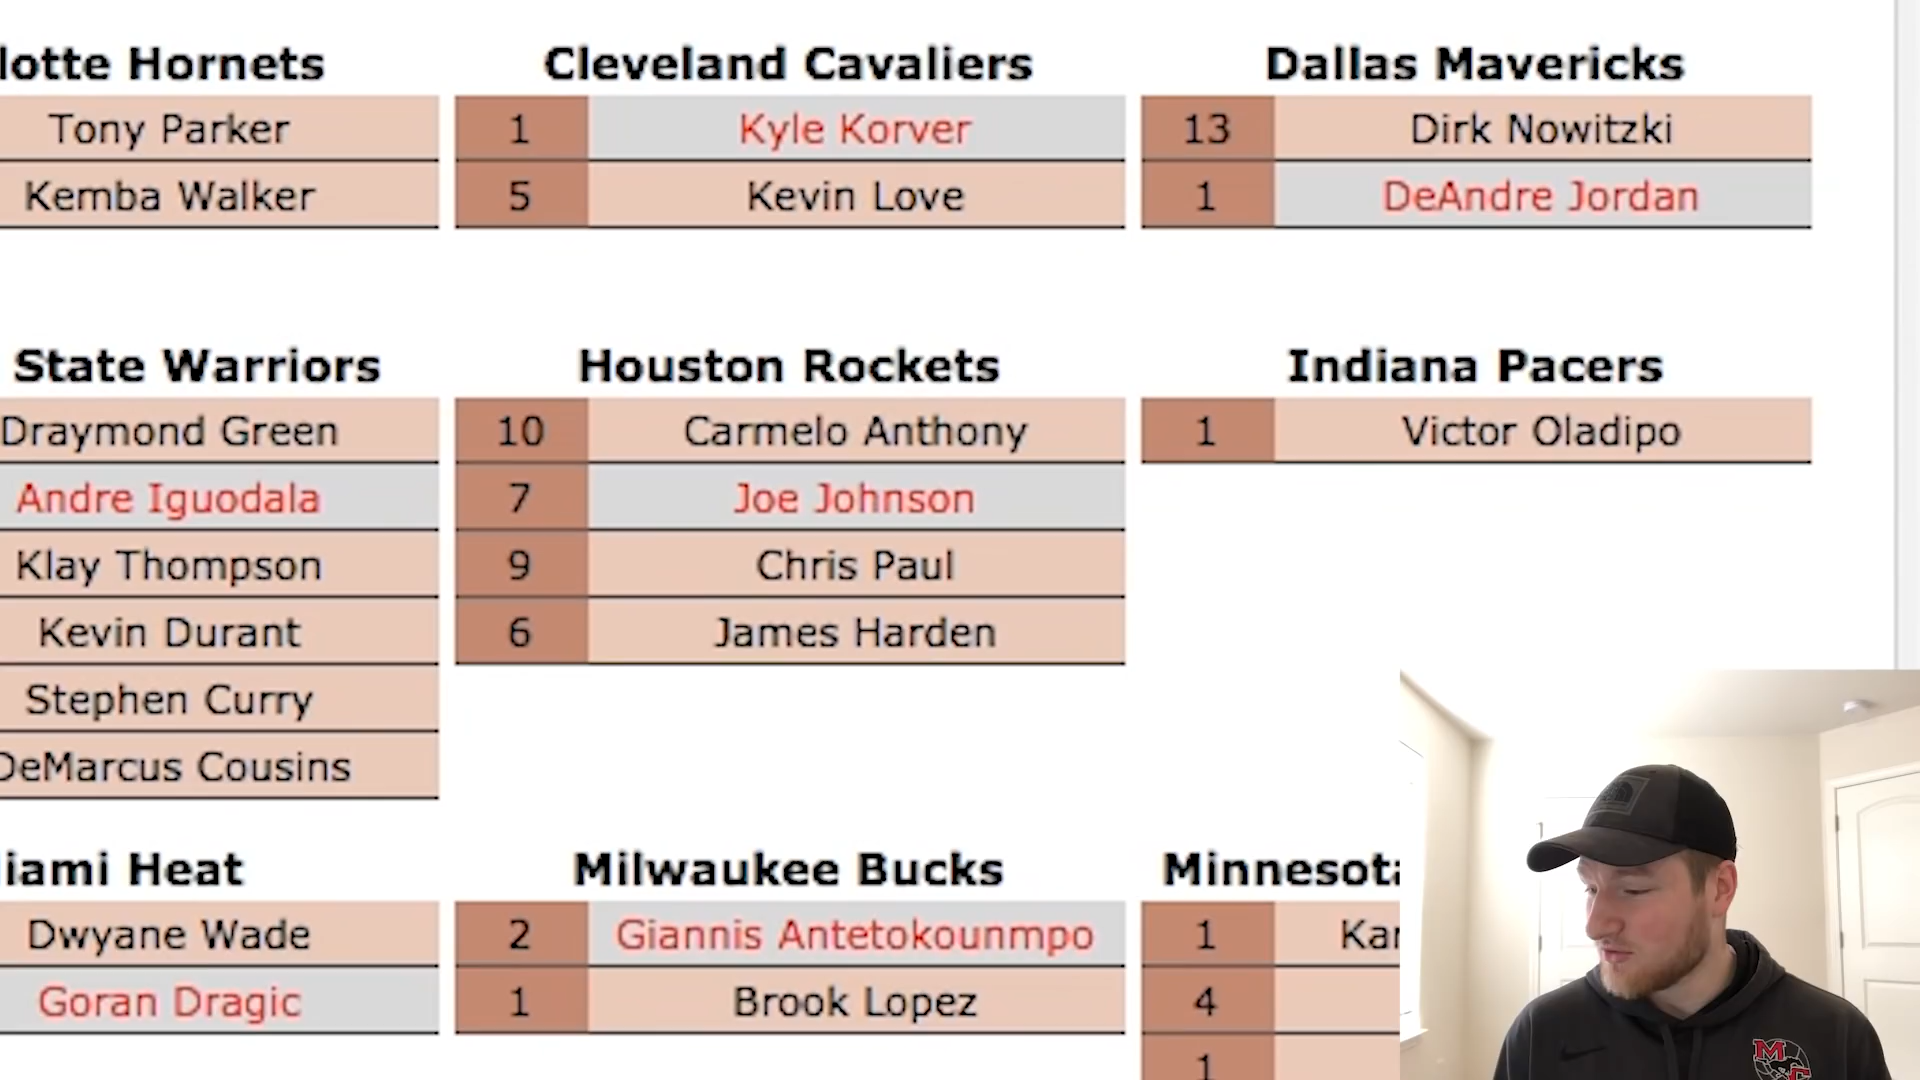 lotte Hornets
Tony Parker
Kemba Walker
Cleveland Cavaliers
1 Kyle Korver
5 Kevin Love
Dallas Mavericks
13 Dirk Nowitzki
1 DeAndre Jordan
State Warriors
Draymond Green
Andre Iguodala
Klay Thompson
Kevin Durant
Stephen Curry
DeMarcus Cousins
Houston Rockets
10 Carmelo Anthony
7 Joe Johnson
9 Chris Paul
6 James Harden
Indiana Pacers
1 Victor Oladipo
iami Heat
Dwyane Wade
Goran Dragic
Milwaukee Bucks
2 Giannis Antetokounmpo
1 Brook Lopez
Minnesota
1 Kar
4
1